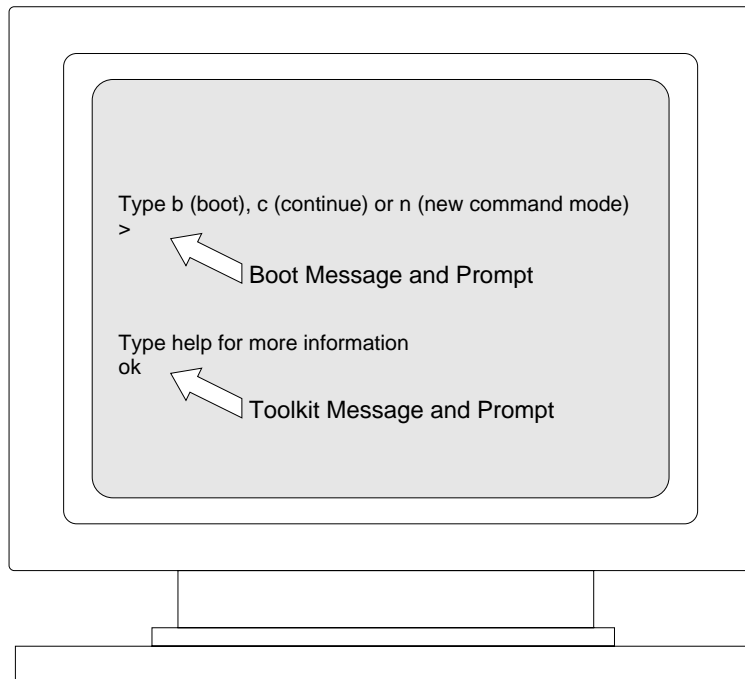 Type b (boot), c (continue) or n (new command mode)
>
Boot Message and Prompt
Type help for more information
ok
Toolkit Message and Prompt